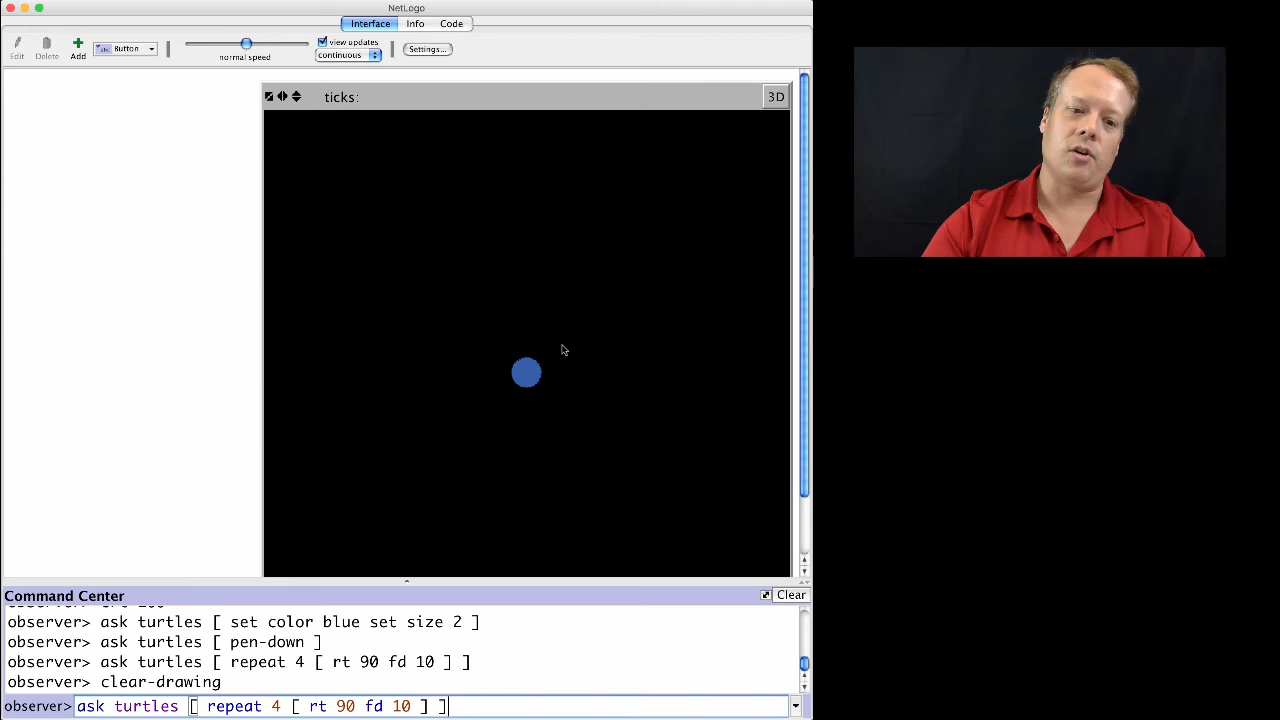 NetLogo
Interface Info Code
Edit Delete Add Button normal speed view updates continuous Settings...
ticks: 3D
Command Center Clear
observer> ask turtles [ set color blue set size 2 ]
observer> ask turtles [ pen-down ]
observer> ask turtles [ repeat 4 [ rt 90 fd 10 ] ]
observer> clear-drawing
observer> ask turtles [ repeat 4 [ rt 90 fd 10 ] ]